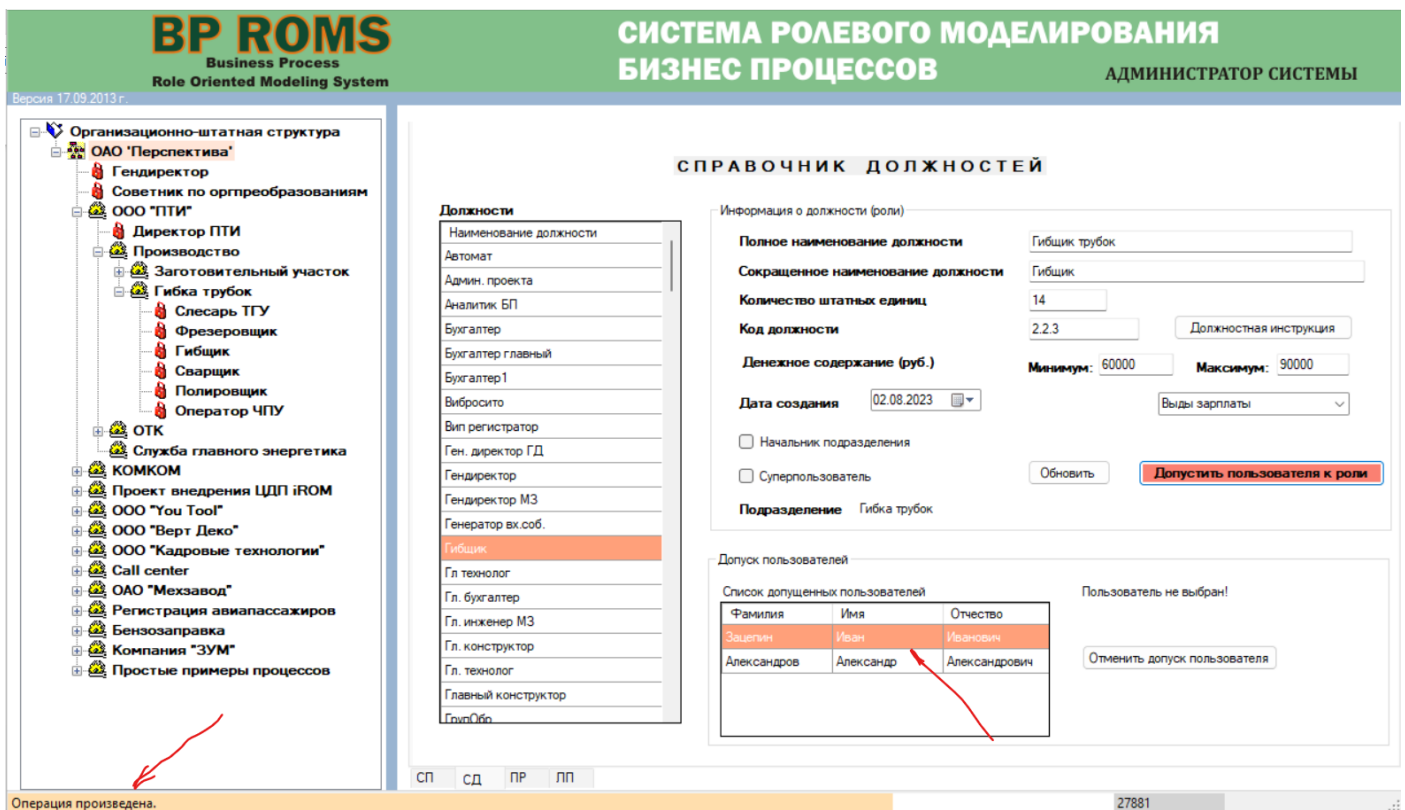 BP ROMS
Business Process
Role Oriented Modeling System
СИСТЕМА РОЛЕВОГО МОДЕЛИРОВАНИЯ
БИЗНЕС ПРОЦЕССОВ
АДМИНИСТРАТОР СИСТЕМЫ
Версия 17.09.2013 г.
Организационно-штатная структура
ОАО "Перспектива"
Гендиректор
Советник по оргпреобразованиям
ООО "ПТИ"
Директор ПТИ
Производство
Заготовительный участок
Гибка трубок
Слесарь ТГУ
Фрезеровщик
Гибщик
Сварщик
Полировщик
Оператор ЧПУ
ОТК
Служба главного энергетика
КОМКОМ
Проект внедрения ЦДП iROM
ООО "You Tool"
ООО "Верт Деко"
ООО "Кадровые технологии"
Call center
ОАО "Мехзавод"
Регистрация авиапассажиров
Бензозаправка
Компания "ЗУМ"
Простые примеры процессов
СПРАВОЧНИК ДОЛЖНОСТЕЙ
Должности
Наименование должности
Автомат
Админ. проекта
Аналитик БП
Бухгалтер
Бухгалтер главный
Бухгалтер1
Вибросито
Вип регистратор
Ген. директор ГД
Гендиректор
Гендиректор МЗ
Генератор вх.соб.
Гибщик
Гл технолог
Гл. бухгалтер
Гл. инженер МЗ
Гл. конструктор
Гл. технолог
Главный конструктор
ГрупОбр
Информация о должности (роли)
Полное наименование должности Гибщик трубок
Сокращенное наименование должности Гибщик
Количество штатных единиц 14
Код должности 2.2.3 Должностная инструкция
Денежное содержание (руб.) Минимум: 60000 Максимум: 90000
Дата создания 02.08.2023 Выды зарплаты
Начальник подразделения
Суперпользователь Обновить Допустить пользователя к роли
Подразделение Гибка трубок
Допуск пользователей
Список допущенных пользователей Пользователь не выбран!
Фамилия Имя Отчество
Зацепин Иван Иванович
Александров Александр Александрович
Отменить допуск пользователя
СП СД ПР ЛП
Операция произведена. 27881